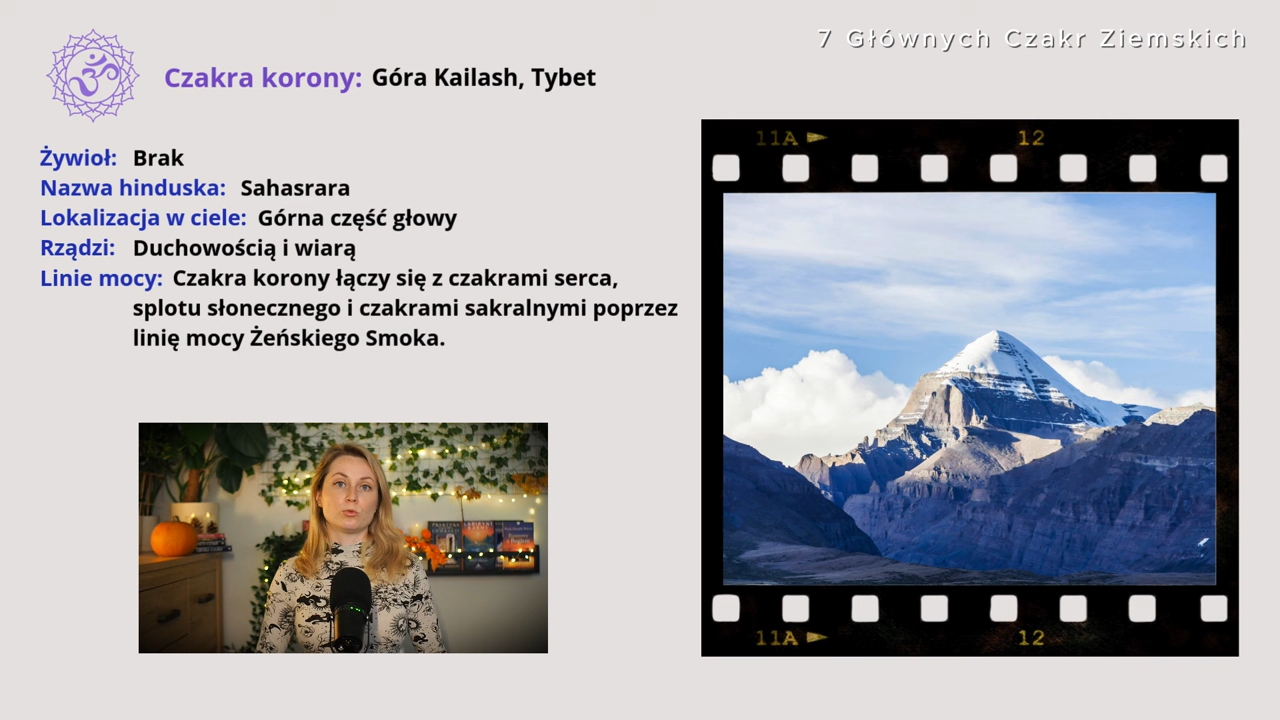 7 Głównych Czakr Ziemskich
Czakra korony: Góra Kailash, Tybet
Żywioł: Brak
Nazwa hinduska: Sahasrara
Lokalizacja w ciele: Górna część głowy
Rządzi: Duchowością i wiarą
Linie mocy: Czakra korony łączy się z czakrami serca,
splotu słonecznego i czakrami sakralnymi poprzez
linię mocy Żeńskiego Smoka.
11A 12
11A 12